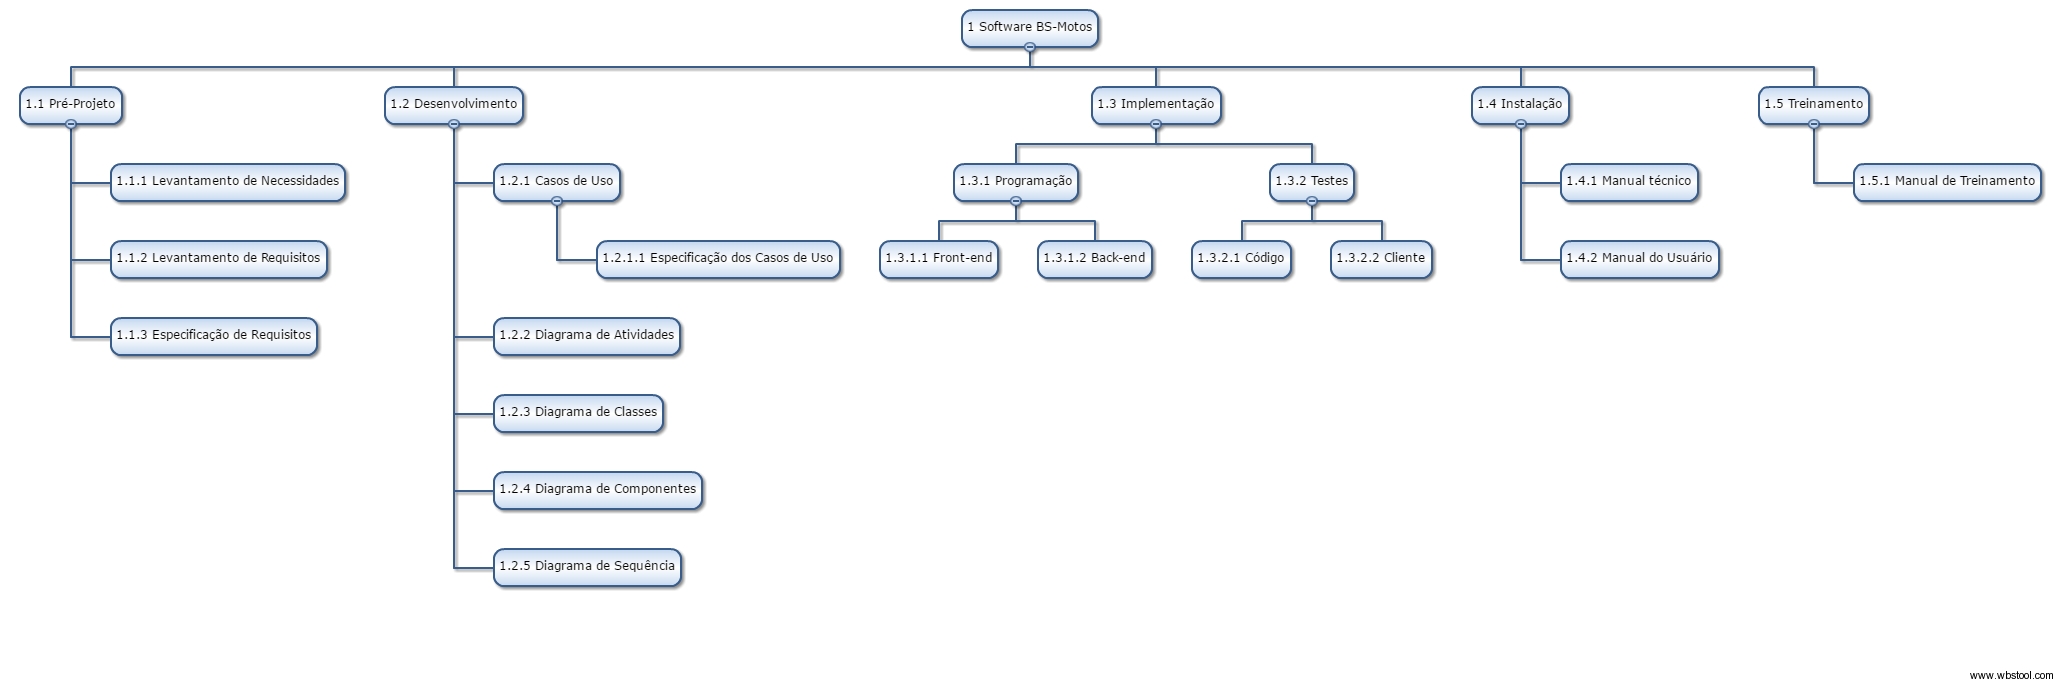 1 Software BS-Motos
1.1 Pré-Projeto
1.1.1 Levantamento de Necessidades
1.1.2 Levantamento de Requisitos
1.1.3 Especificação de Requisitos
1.2 Desenvolvimento
1.2.1 Casos de Uso
1.2.1.1 Especificação dos Casos de Uso
1.2.2 Diagrama de Atividades
1.2.3 Diagrama de Classes
1.2.4 Diagrama de Componentes
1.2.5 Diagrama de Sequência
1.3 Implementação
1.3.1 Programação
1.3.1.1 Front-end
1.3.1.2 Back-end
1.3.2 Testes
1.3.2.1 Código
1.3.2.2 Cliente
1.4 Instalação
1.4.1 Manual técnico
1.4.2 Manual do Usuário
1.5 Treinamento
1.5.1 Manual de Treinamento
www.wbstool.com